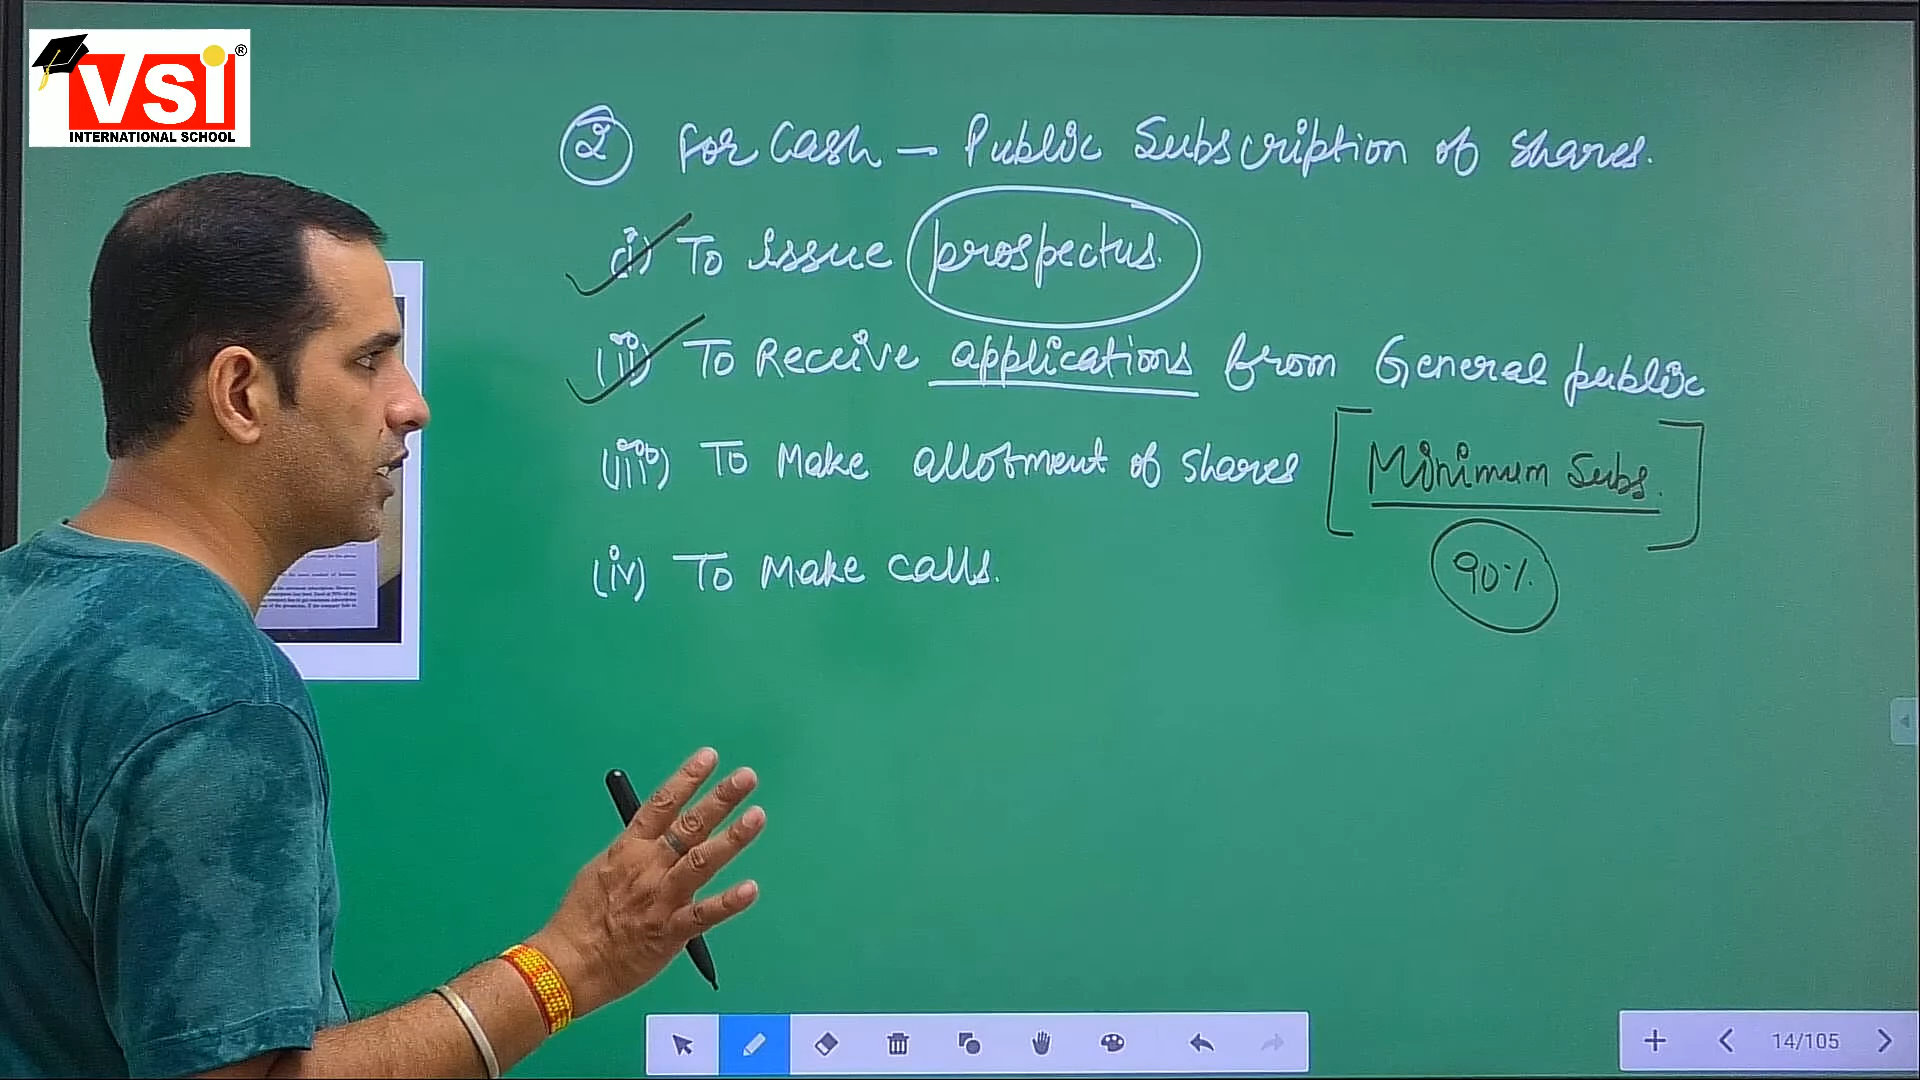 VSI ®
INTERNATIONAL SCHOOL
② For Cash – Public Subscription of Shares.
(i) To issue prospectus.
(ii) To Receive applications from General public
(iii) To Make allotment of shares [Minimum Subs.]
90%
(iv) To Make calls.
14/105